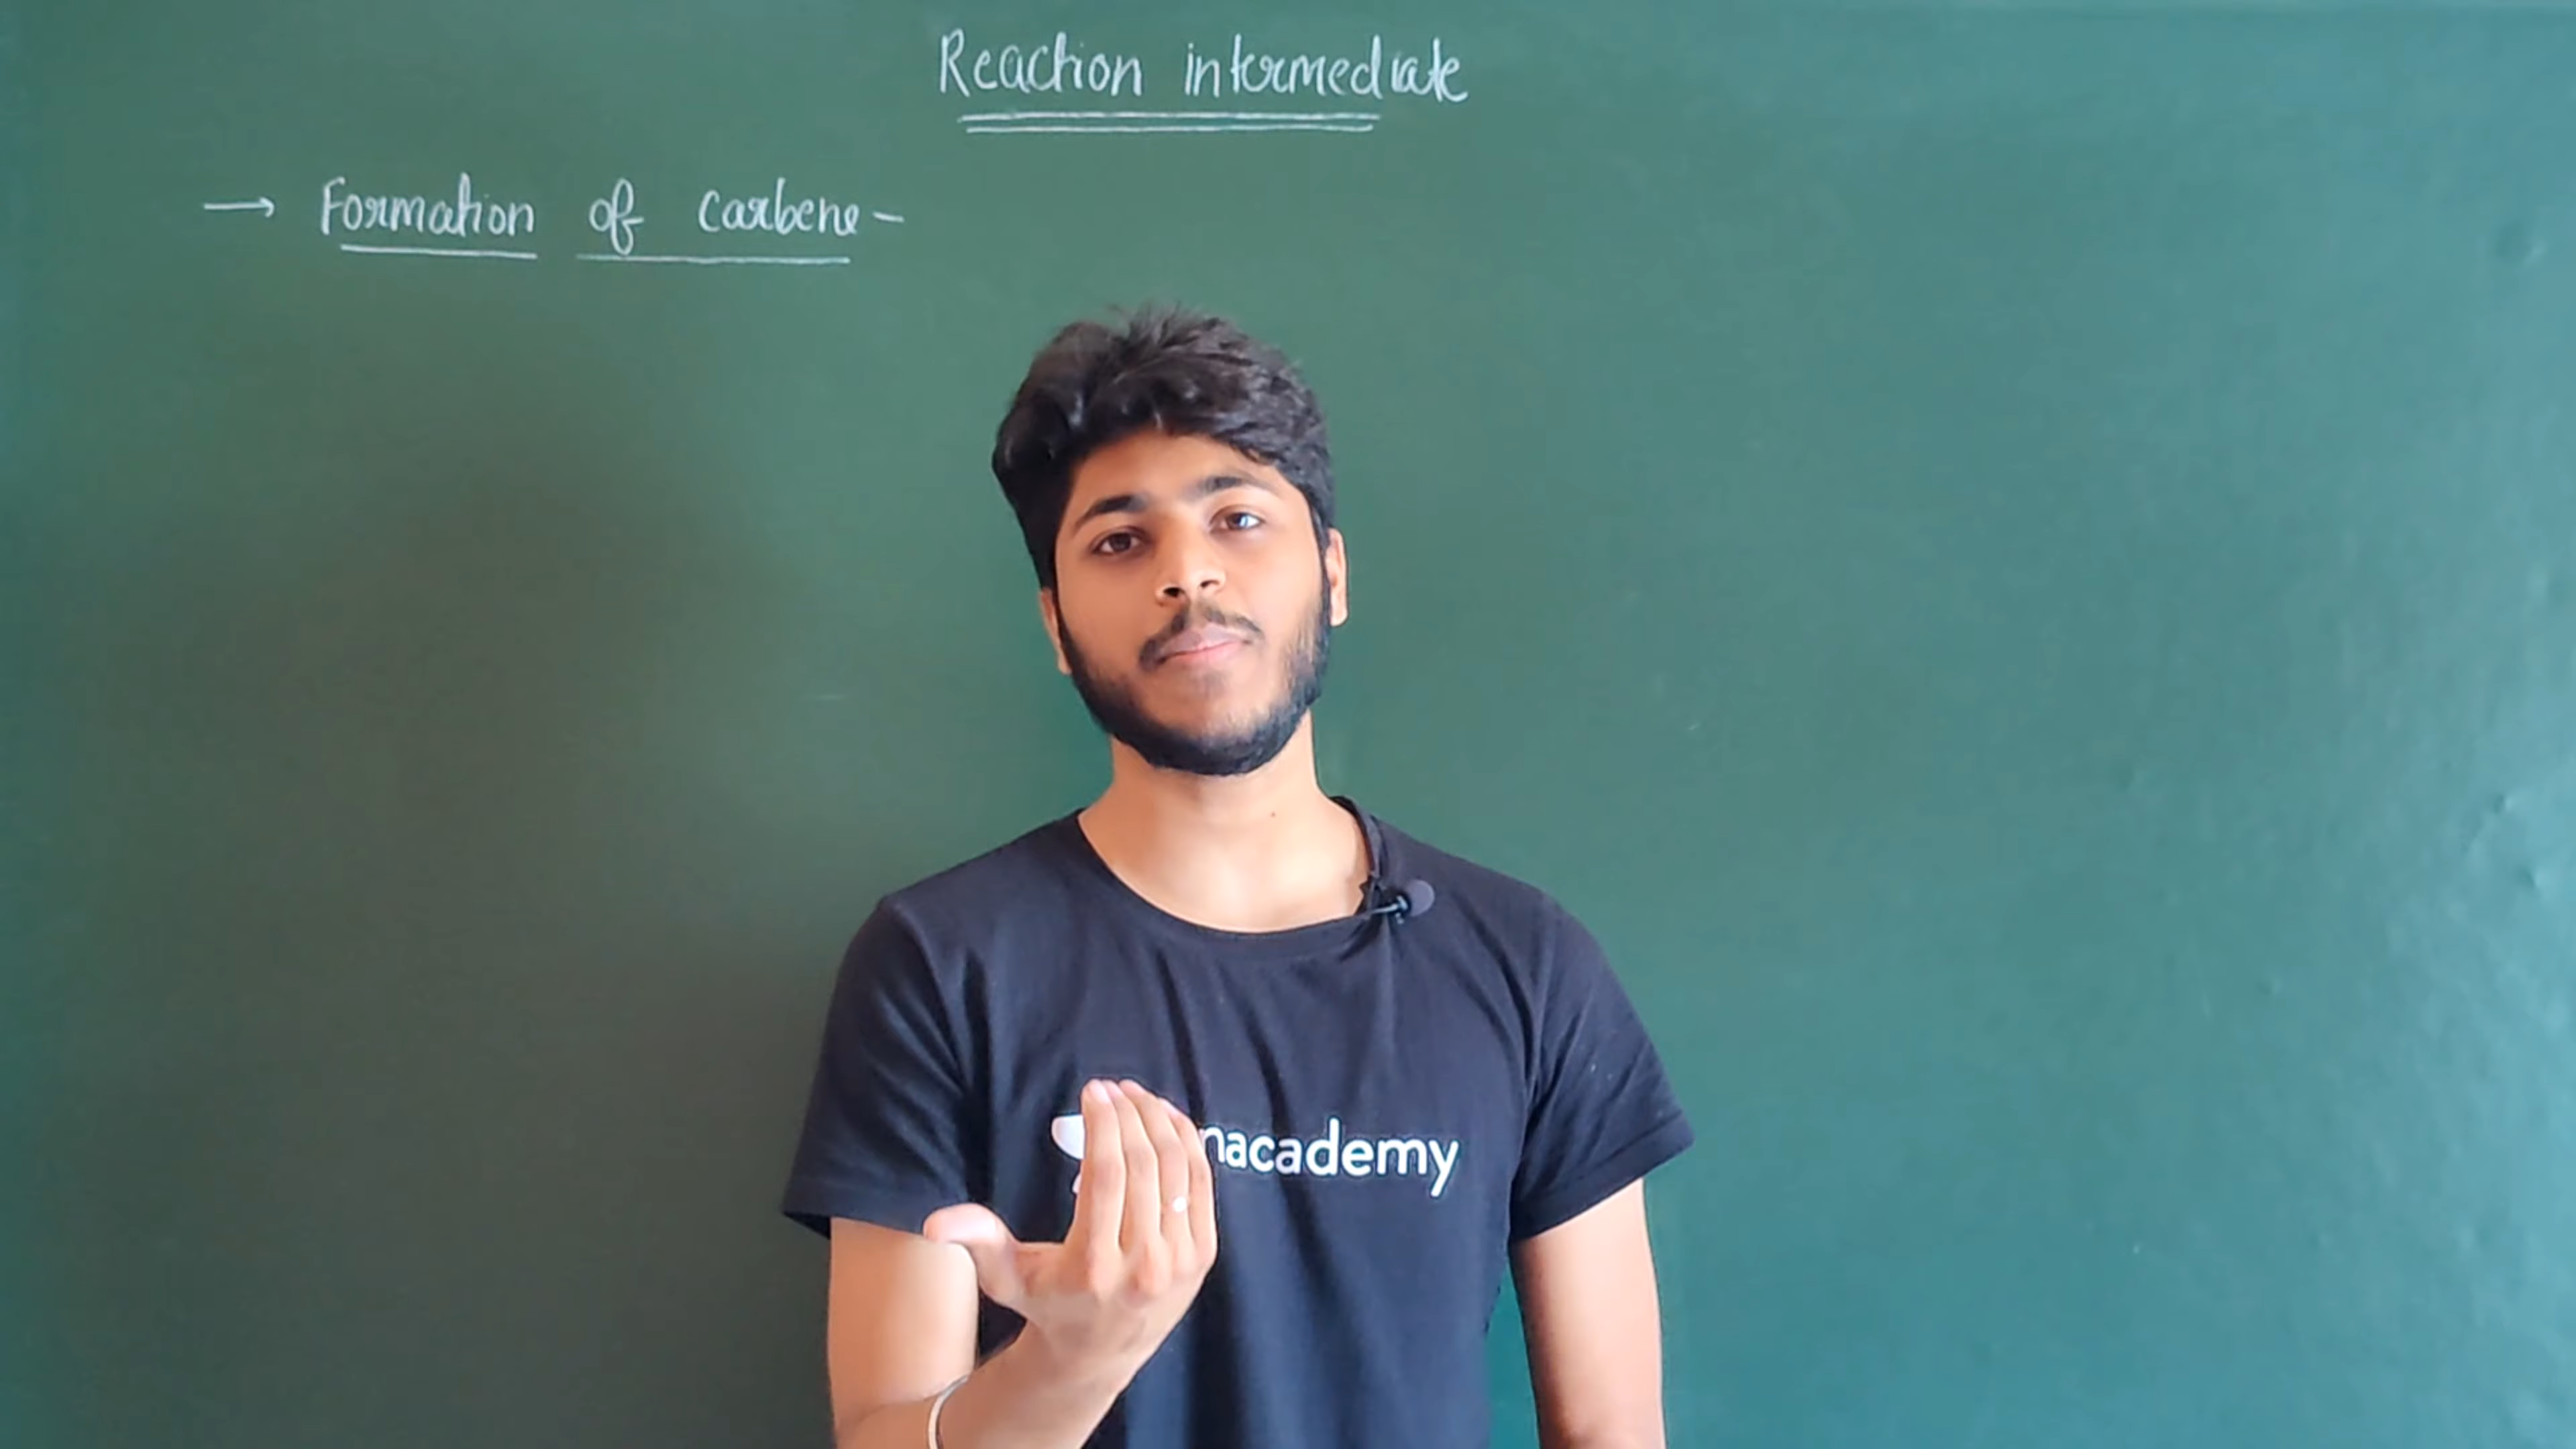 Reaction intermediate
→ Formation of carbene -
nacademy